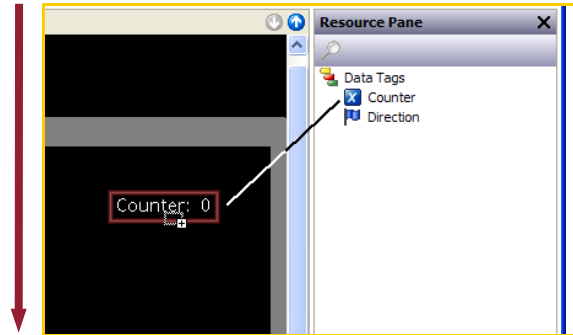 Resource Pane
Data Tags
Counter
Direction
Counter: 0